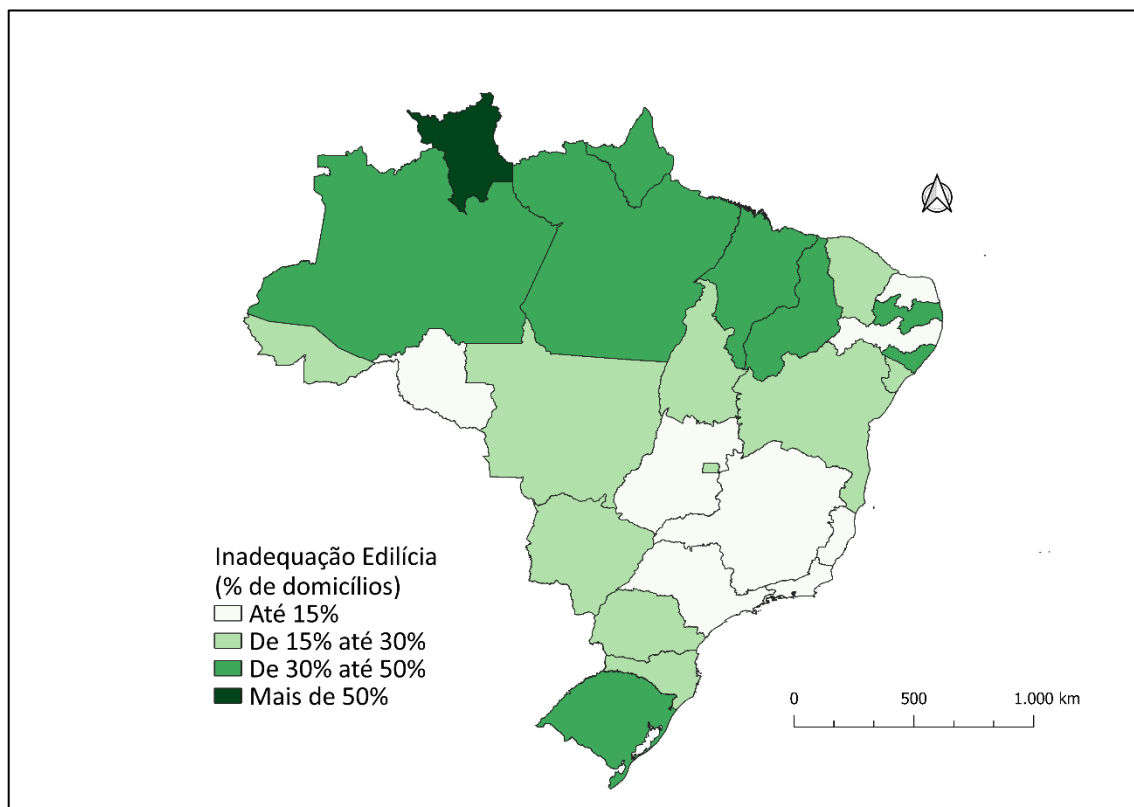 Inadequação Edilícia
(% de domicílios)
Até 15%
De 15% até 30%
De 30% até 50%
Mais de 50%
0 500 1.000 km